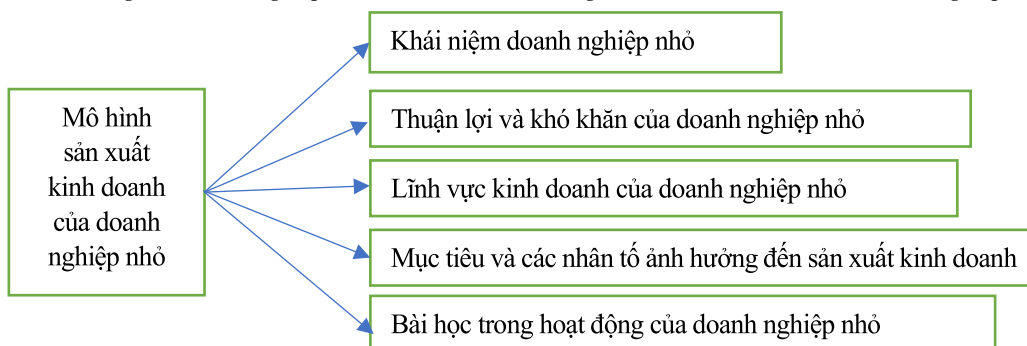 Khái niệm doanh nghiệp nhỏ
Mô hình
sản xuất
kinh doanh
của doanh
nghiệp nhỏ
Thuận lợi và khó khăn của doanh nghiệp nhỏ
Lĩnh vực kinh doanh của doanh nghiệp nhỏ
Mục tiêu và các nhân tố ảnh hưởng đến sản xuất kinh doanh
Bài học trong hoạt động của doanh nghiệp nhỏ